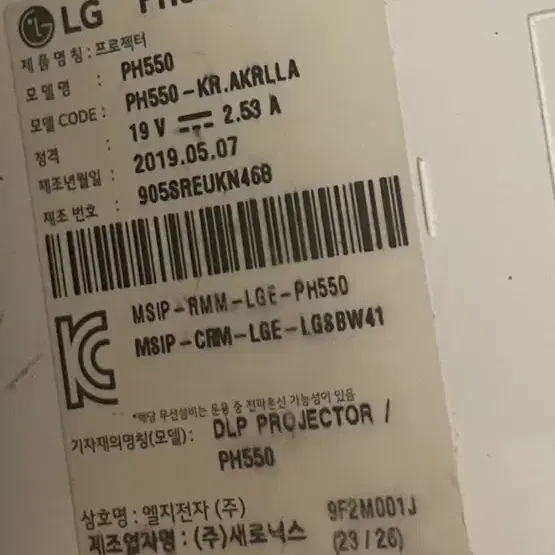 LG
제품명칭 : 프로젝터
모델명 : PH550
모델 CODE : PH550-KR.AKRLLA
정격 : 19 V 2.53 A
제조년월일 : 2019.05.07
제조 번호 : 905SREUKN468
MSIP-RMM-LGE-PH550
MSIP-CRM-LGE-LGSBW41
*해당 무선설비는 운용 중 전파혼신 가능성이 있음
기자재의명칭(모델): DLP PROJECTOR /
PH550
상호명 : 엘지전자 (주) 9F2M001J
제조업자명 : (주)새로닉스 (23/26)